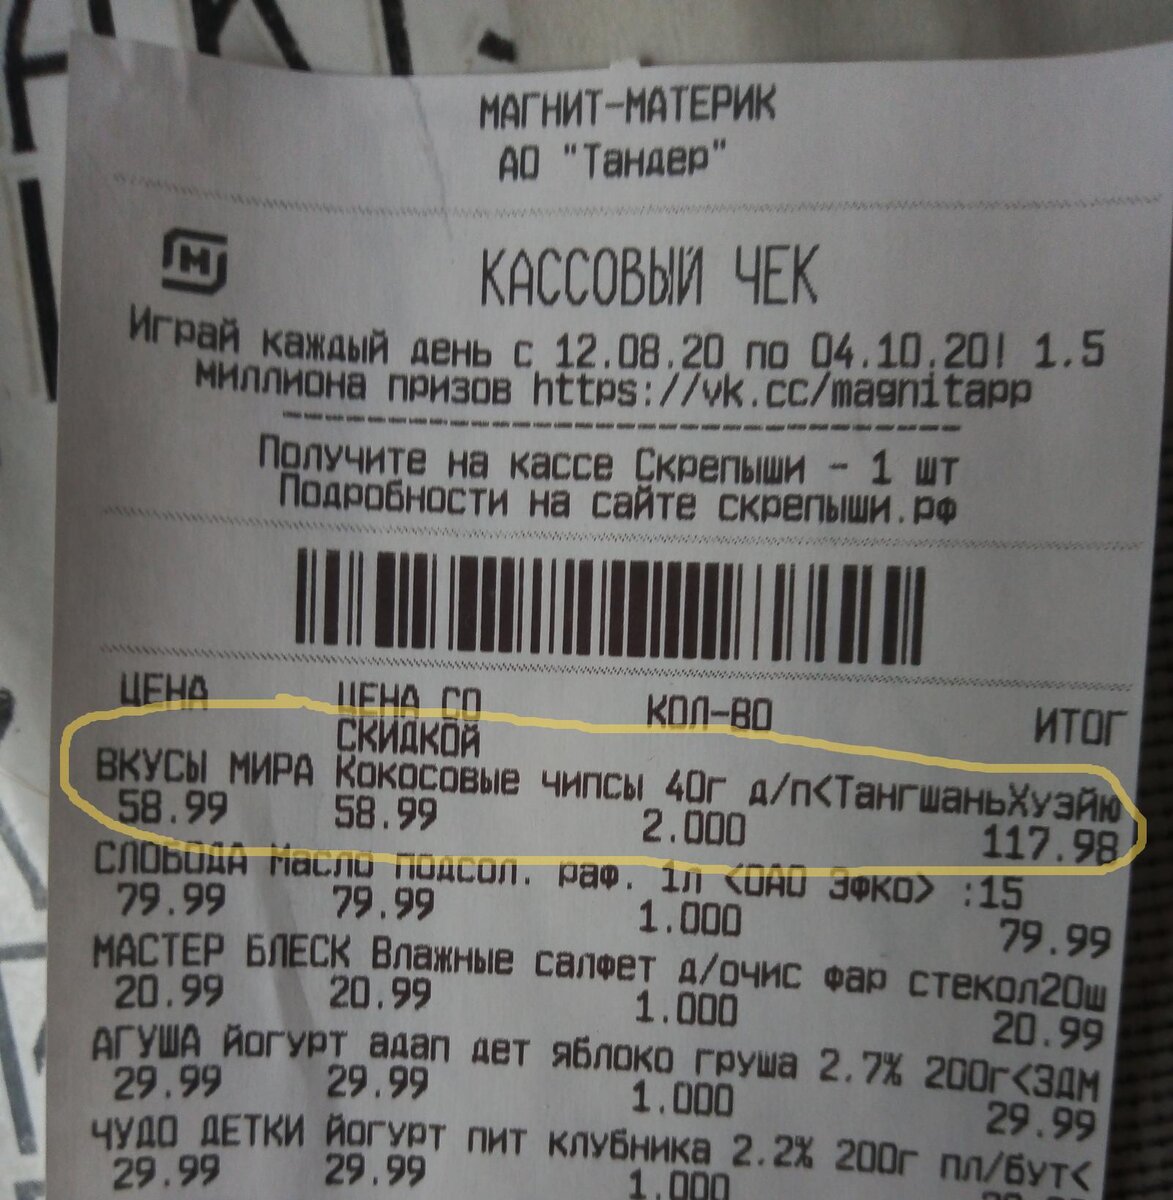 МАГНИТ-МАТЕРИК
АО "Тандер"
КАССОВЫЙ ЧЕК
Играй каждый день с 12.08.20 по 04.10.20! 1.5
миллиона призов https://vk.cc/magnitapp
Получите на кассе Скрепыши - 1 шт
Подробности на сайте скрепыши.рф
ЦЕНА ЦЕНА СО СКИДКОЙ КОЛ-ВО ИТОГ
ВКУСЫ МИРА Кокосовые чипсы 40г д/п<ТангшаньХуэйю
58.99 58.99 2.000 117.98
СЛОБОДА Масло подсол. раф. 1л <ОАО Эфко> :15
79.99 79.99 1.000 79.99
МАСТЕР БЛЕСК Влажные салфет д/очис фар стекол20ш
20.99 20.99 1.000 20.99
АГУША йогурт адап дет яблоко груша 2.7% 200г<ЗДМ
29.99 29.99 1.000 29.99
ЧУДО ДЕТКИ йогурт пит клубника 2.2% 200г пл/бут<
29.99 29.99 1.000